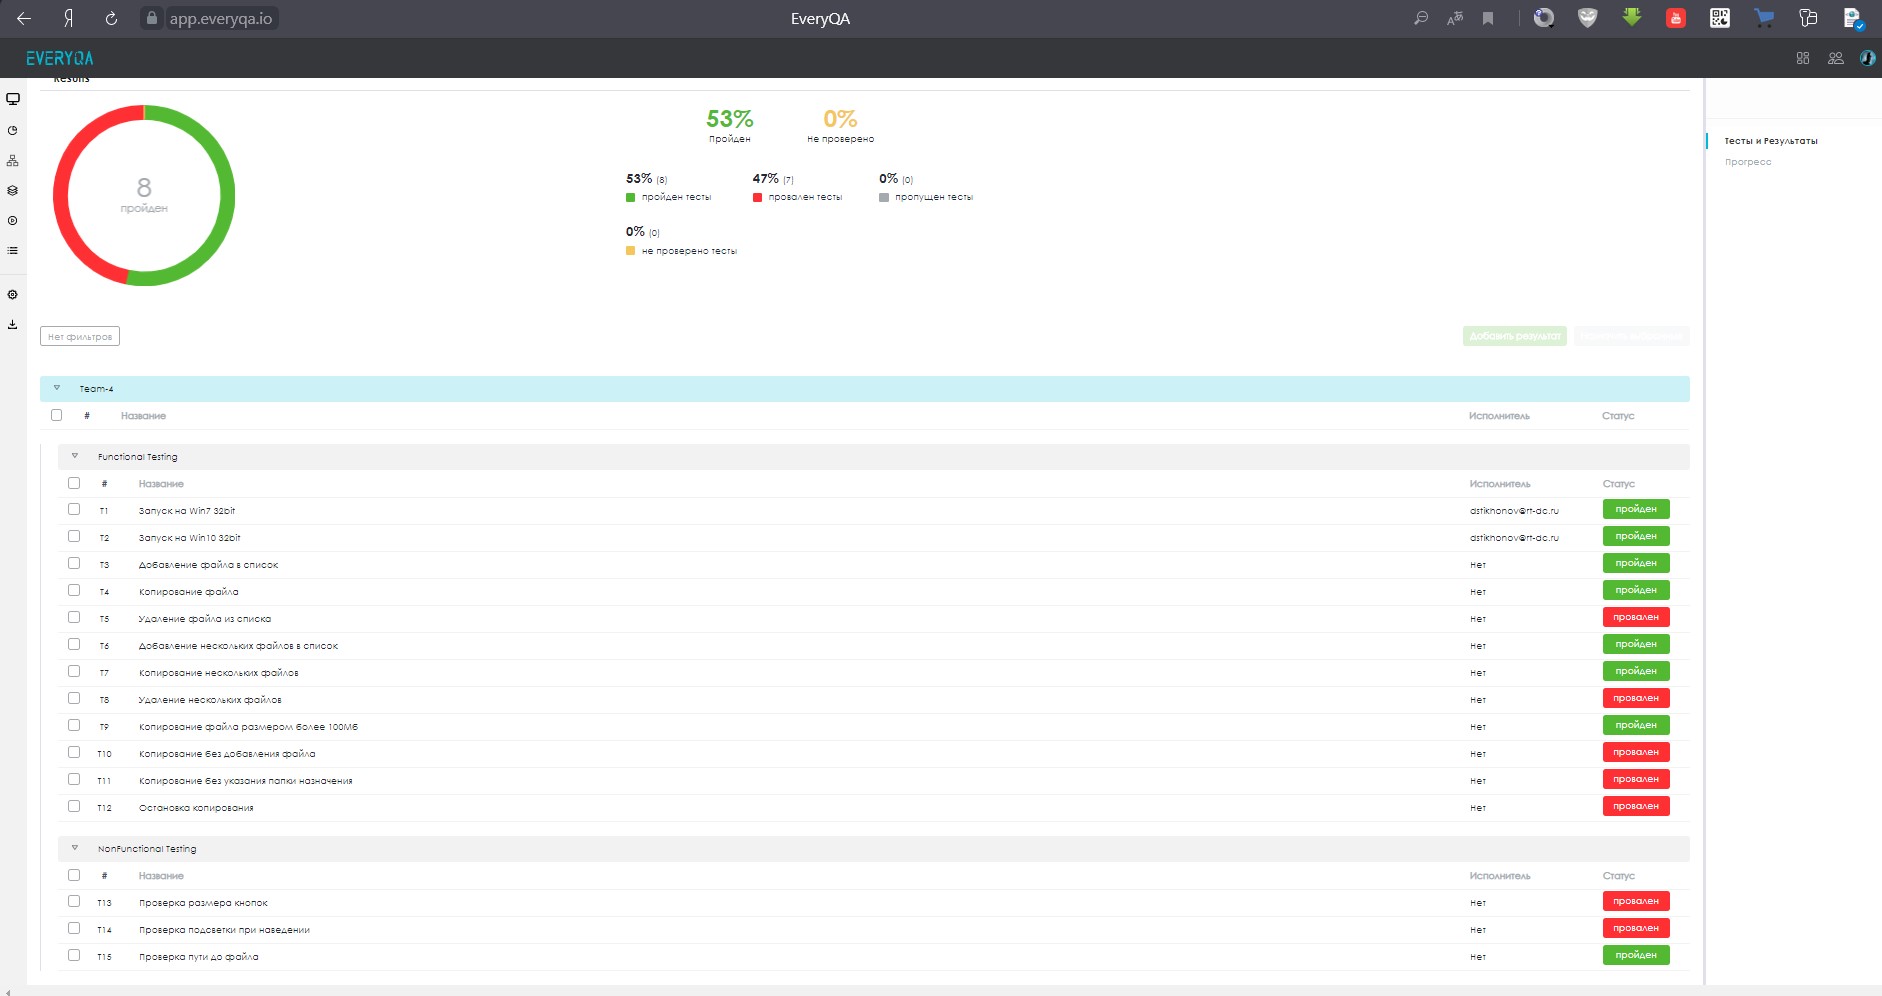 app.everyqa.io
EveryQA
EVERYQA
Results
8
пройден
53%
Пройден
0%
Не проверено
53% (8)
пройден тесты
47% (7)
провален тесты
0% (0)
пропущен тесты
0% (0)
не проверено тесты
Тесты и Результаты
Прогресс
Нет фильтров
Добавить результат
Team-4
# Название Исполнитель Статус
Functional Testing
# Название Исполнитель Статус
T1 Запуск на Win7 32bit dstikhonov@rt-dc.ru пройден
T2 Запуск на Win10 32bit dstikhonov@rt-dc.ru пройден
T3 Добавление файла в список Нет пройден
T4 Копирование файла Нет пройден
T5 Удаление файла из списка Нет провален
T6 Добавление нескольких файлов в список Нет пройден
T7 Копирование нескольких файлов Нет пройден
T8 Удаление нескольких файлов Нет провален
T9 Копирование файла размером более 100Мб Нет пройден
T10 Копирование без добавления файла Нет провален
T11 Копирование без указания папки назначения Нет провален
T12 Остановка копирования Нет провален
NonFunctional Testing
# Название Исполнитель Статус
T13 Проверка размера кнопок Нет провален
T14 Проверка подсветки при наведении Нет провален
T15 Проверка пути до файла Нет пройден